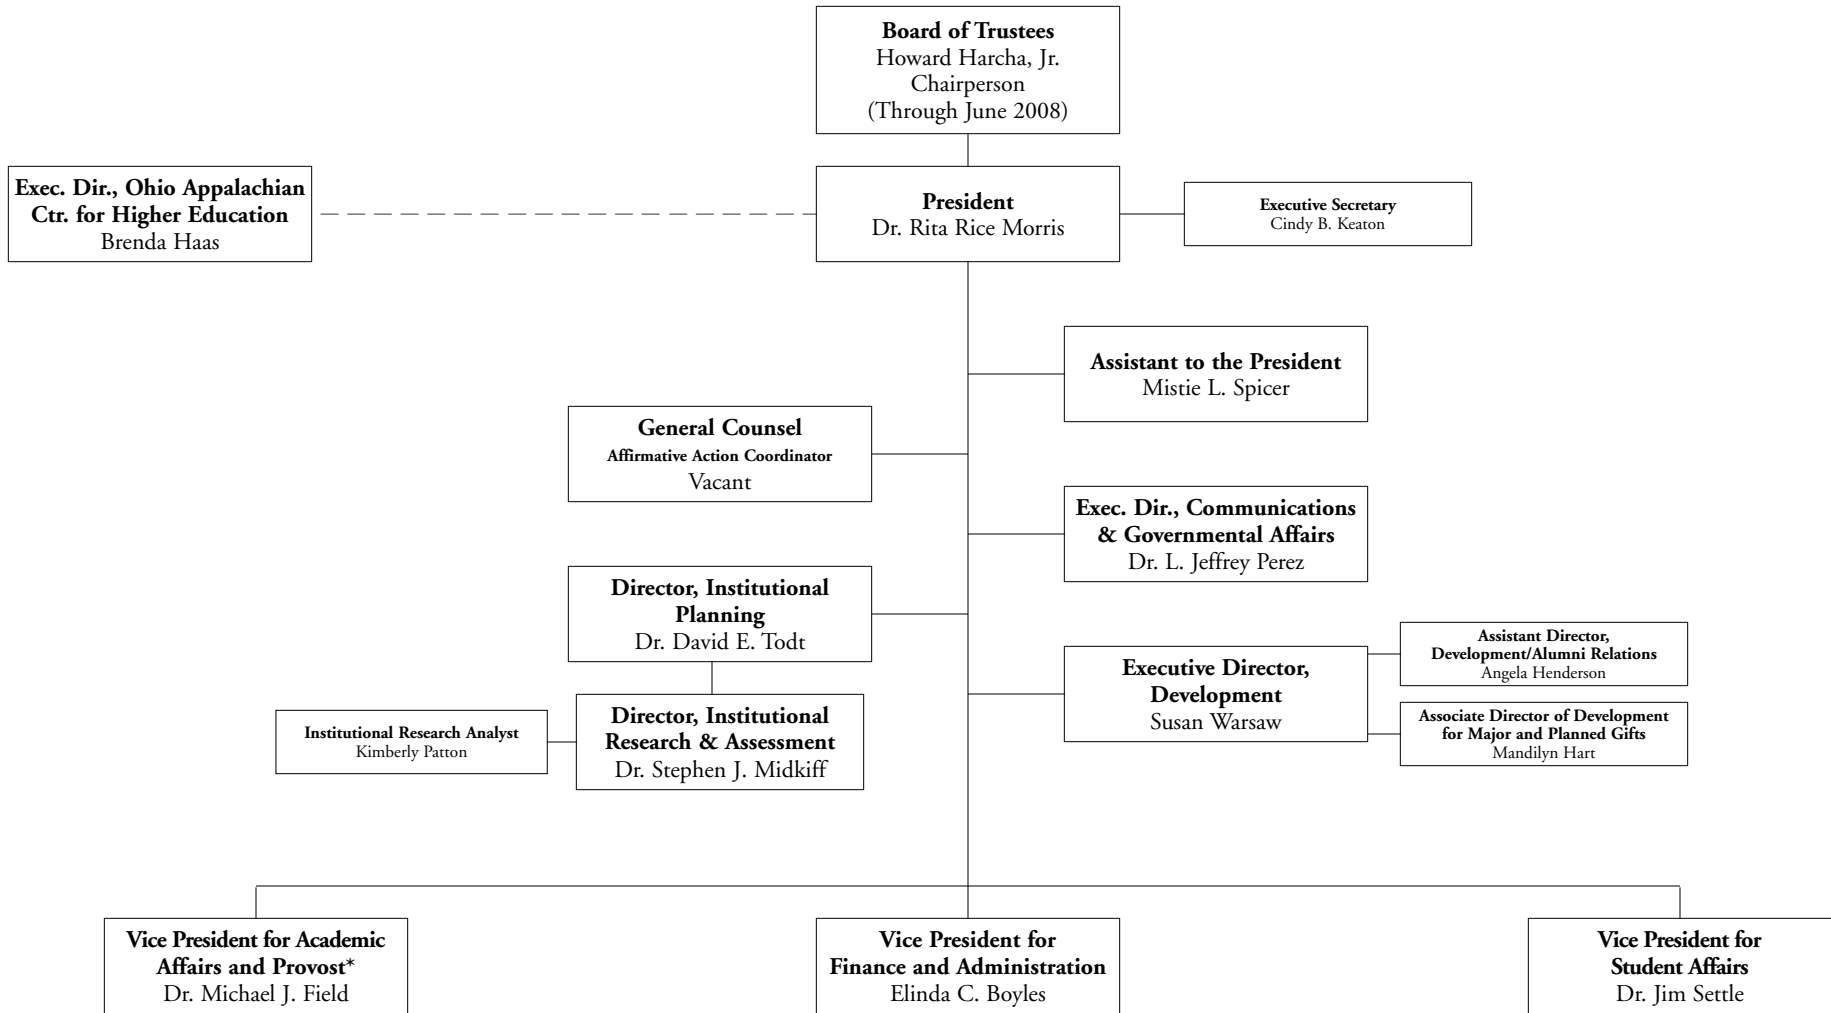 Board of Trustees
Howard Harcha, Jr.
Chairperson
(Through June 2008)
Exec. Dir., Ohio Appalachian
Ctr. for Higher Education
Brenda Haas
President
Dr. Rita Rice Morris
Executive Secretary
Cindy B. Keaton
Assistant to the President
Mistie L. Spicer
General Counsel
Affirmative Action Coordinator
Vacant
Exec. Dir., Communications
& Governmental Affairs
Dr. L. Jeffrey Perez
Director, Institutional
Planning
Dr. David E. Todt
Executive Director,
Development
Susan Warsaw
Assistant Director,
Development/Alumni Relations
Angela Henderson
Associate Director of Development
for Major and Planned Gifts
Mandilyn Hart
Institutional Research Analyst
Kimberly Patton
Director, Institutional
Research & Assessment
Dr. Stephen J. Midkiff
Vice President for Academic
Affairs and Provost*
Dr. Michael J. Field
Vice President for
Finance and Administration
Elinda C. Boyles
Vice President for
Student Affairs
Dr. Jim Settle